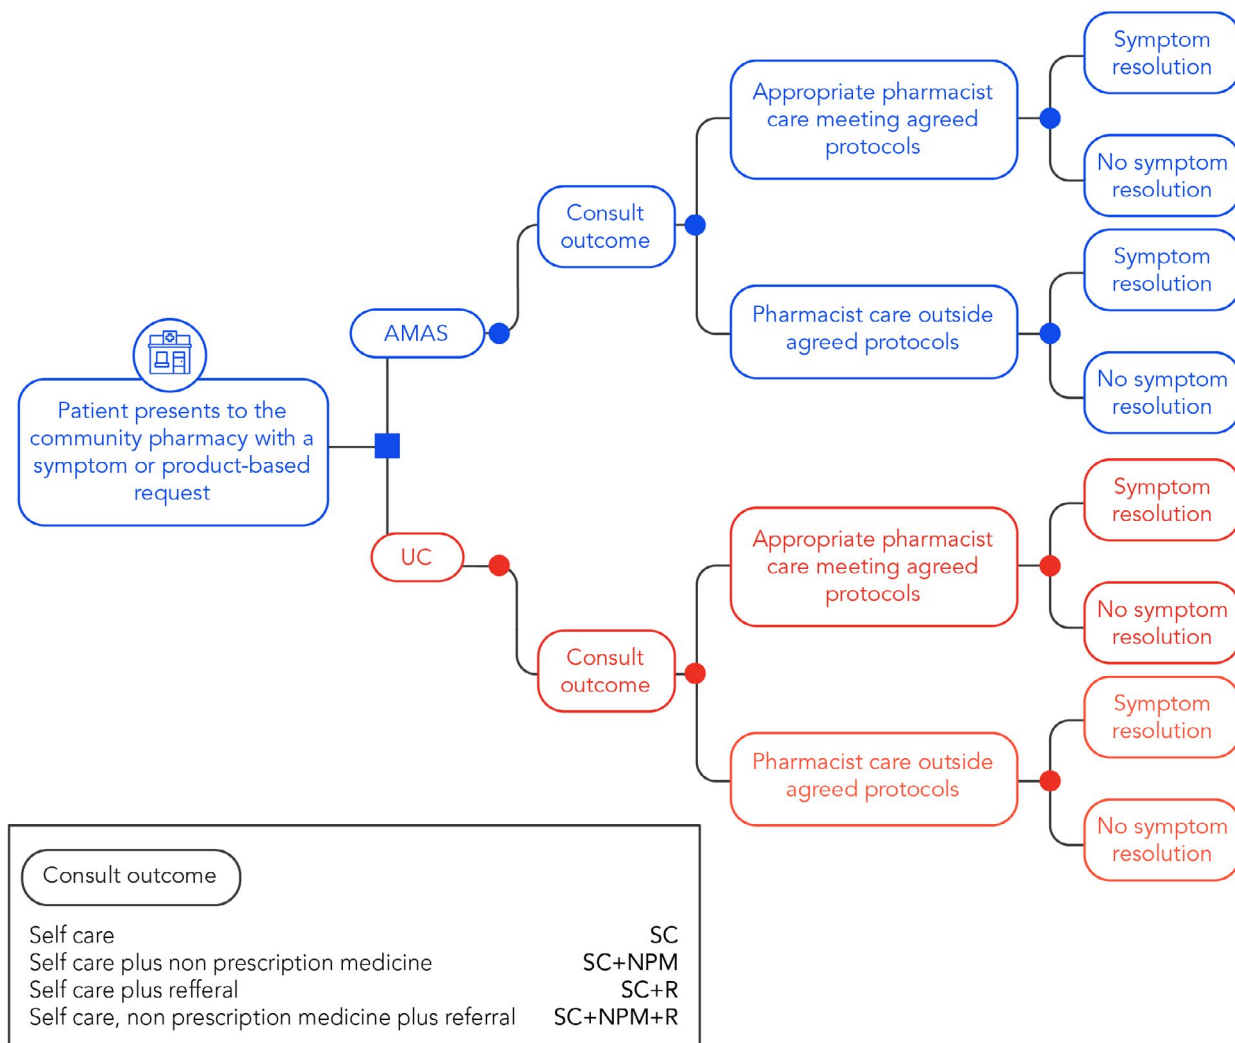 Patient presents to the
community pharmacy with a
symptom or product-based
request
AMAS
Consult
outcome
Appropriate pharmacist
care meeting agreed
protocols
Symptom
resolution
No symptom
resolution
Pharmacist care outside
agreed protocols
Symptom
resolution
No symptom
resolution
UC
Consult
outcome
Appropriate pharmacist
care meeting agreed
protocols
Symptom
resolution
No symptom
resolution
Pharmacist care outside
agreed protocols
Symptom
resolution
No symptom
resolution
Consult outcome
Self care SC
Self care plus non prescription medicine SC+NPM
Self care plus refferal SC+R
Self care, non prescription medicine plus referral SC+NPM+R